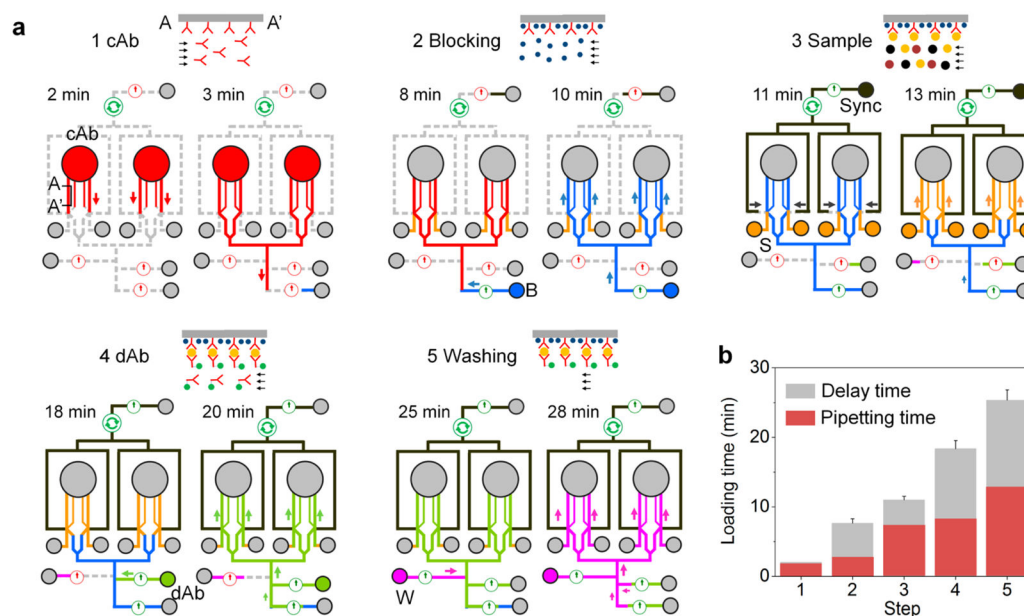 a
A A’
1 cAb
2 Blocking
3 Sample
2 min 3 min
8 min 10 min
11 min 13 min
Sync
cAb
A
A’
S
B
4 dAb
5 Washing
18 min 20 min
25 min 28 min
dAb
W
b
30
20
10
0
Loading time (min)
Delay time
Pipetting time
1 2 3 4 5
Step